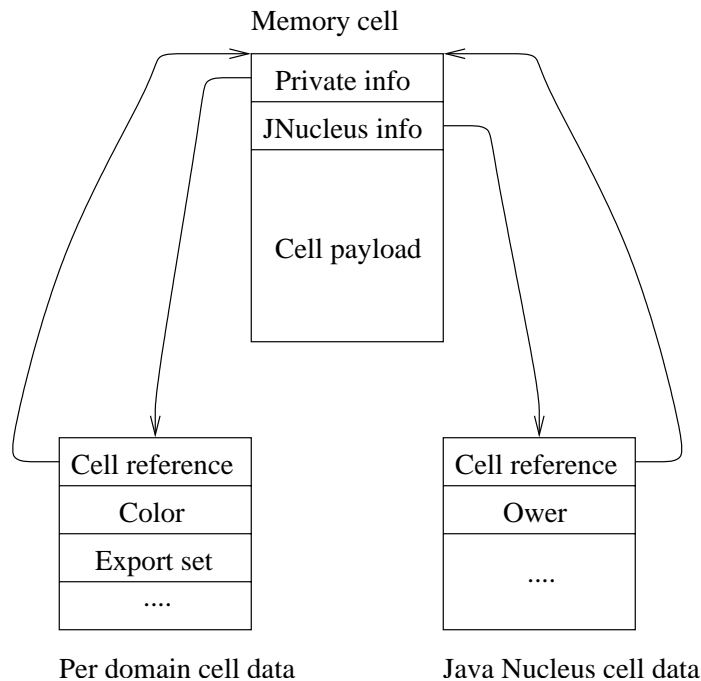 Memory cell
Private info
JNucleus info
Cell payload
Cell reference
Color
Export set
....
Per domain cell data
Cell reference
Ower
....
Java Nucleus cell data